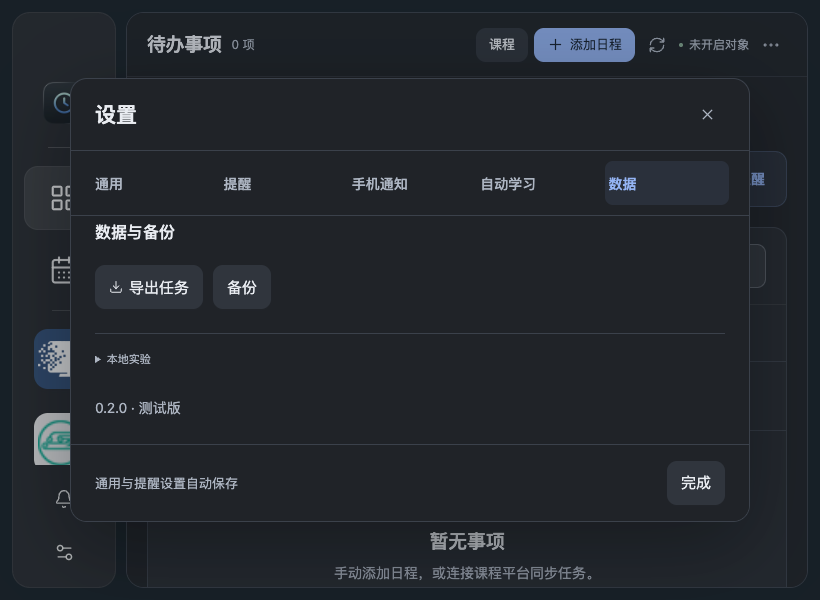 待办事项 0 项 课程 添加日程 未开启对象
醒
设置
通用 提醒 手机通知 自动学习 数据
数据与备份
导出任务 备份
本地实验
0.2.0 · 测试版
通用与提醒设置自动保存 完成
暂无事项
手动添加日程，或连接课程平台同步任务。